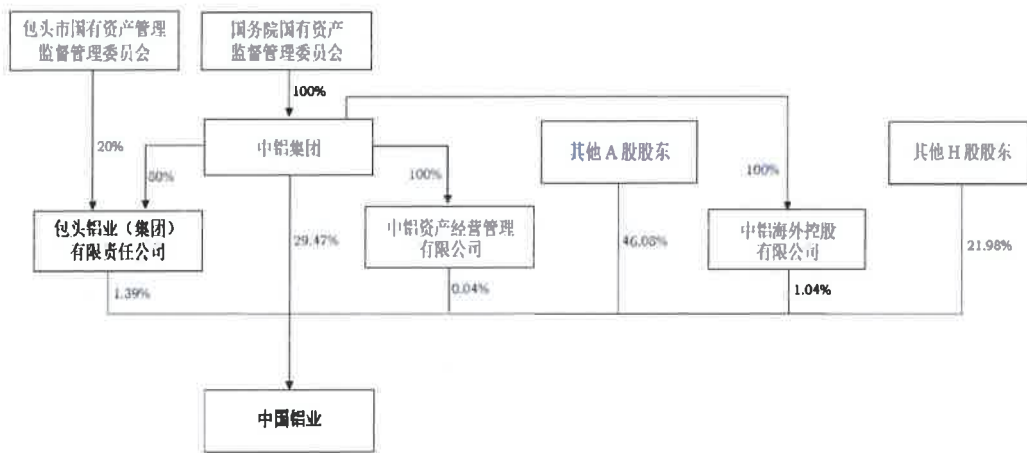 包头市国有资产管理
监督管理委员会
国务院国有资产
监督管理委员会
100%
中铝集团
其他A股股东
其他H股股东
20%
80%
100%
100%
包头铝业（集团）
有限责任公司
29.47%
中铝资产经营管理
有限公司
46.08%
中铝海外控股
有限公司
21.98%
1.39%
0.04%
1.04%
中国铝业